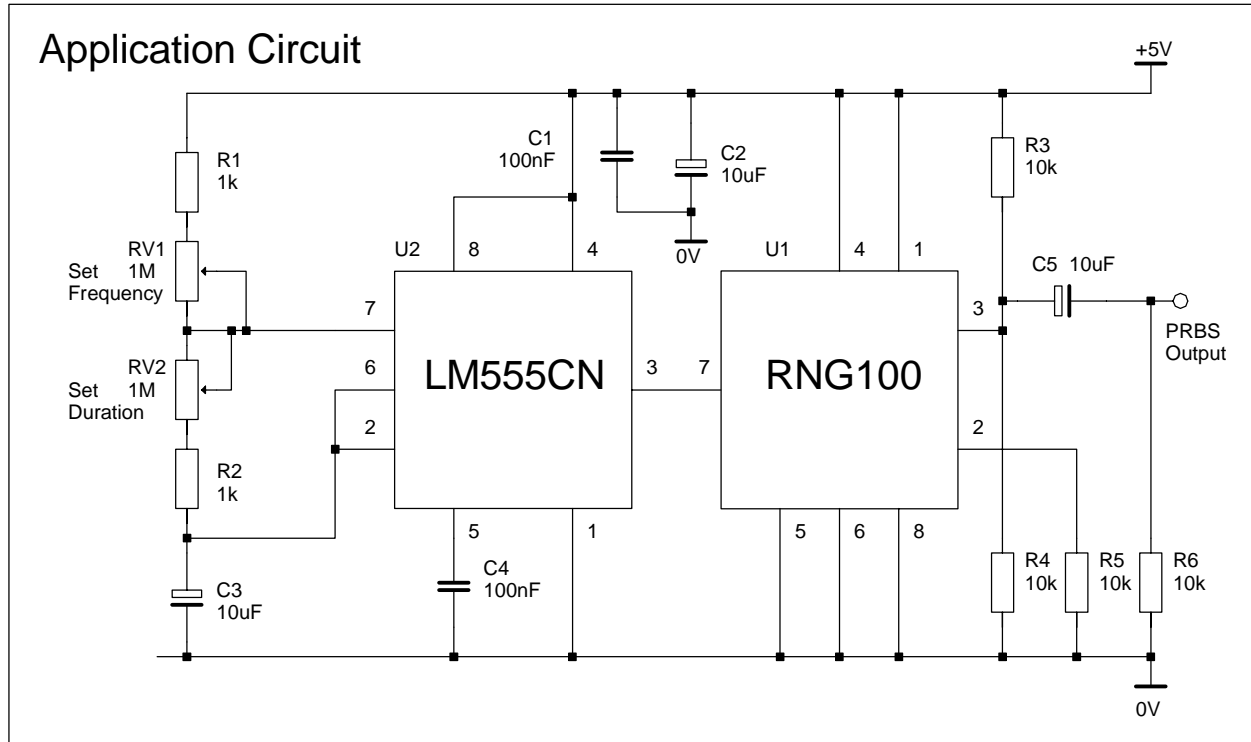 Application Circuit
+5V
R1
1k
C1
100nF
C2
10uF
0V
R3
10k
RV1
Set 1M
Frequency
U2
8
4
U1
4
1
C5 10uF
7
3
PRBS
Output
RV2
Set 1M
Duration
6
LM555CN
3
7
RNG100
2
2
R2
1k
5
1
5
6
8
C3
10uF
C4
100nF
R4
10k
R5
10k
R6
10k
0V